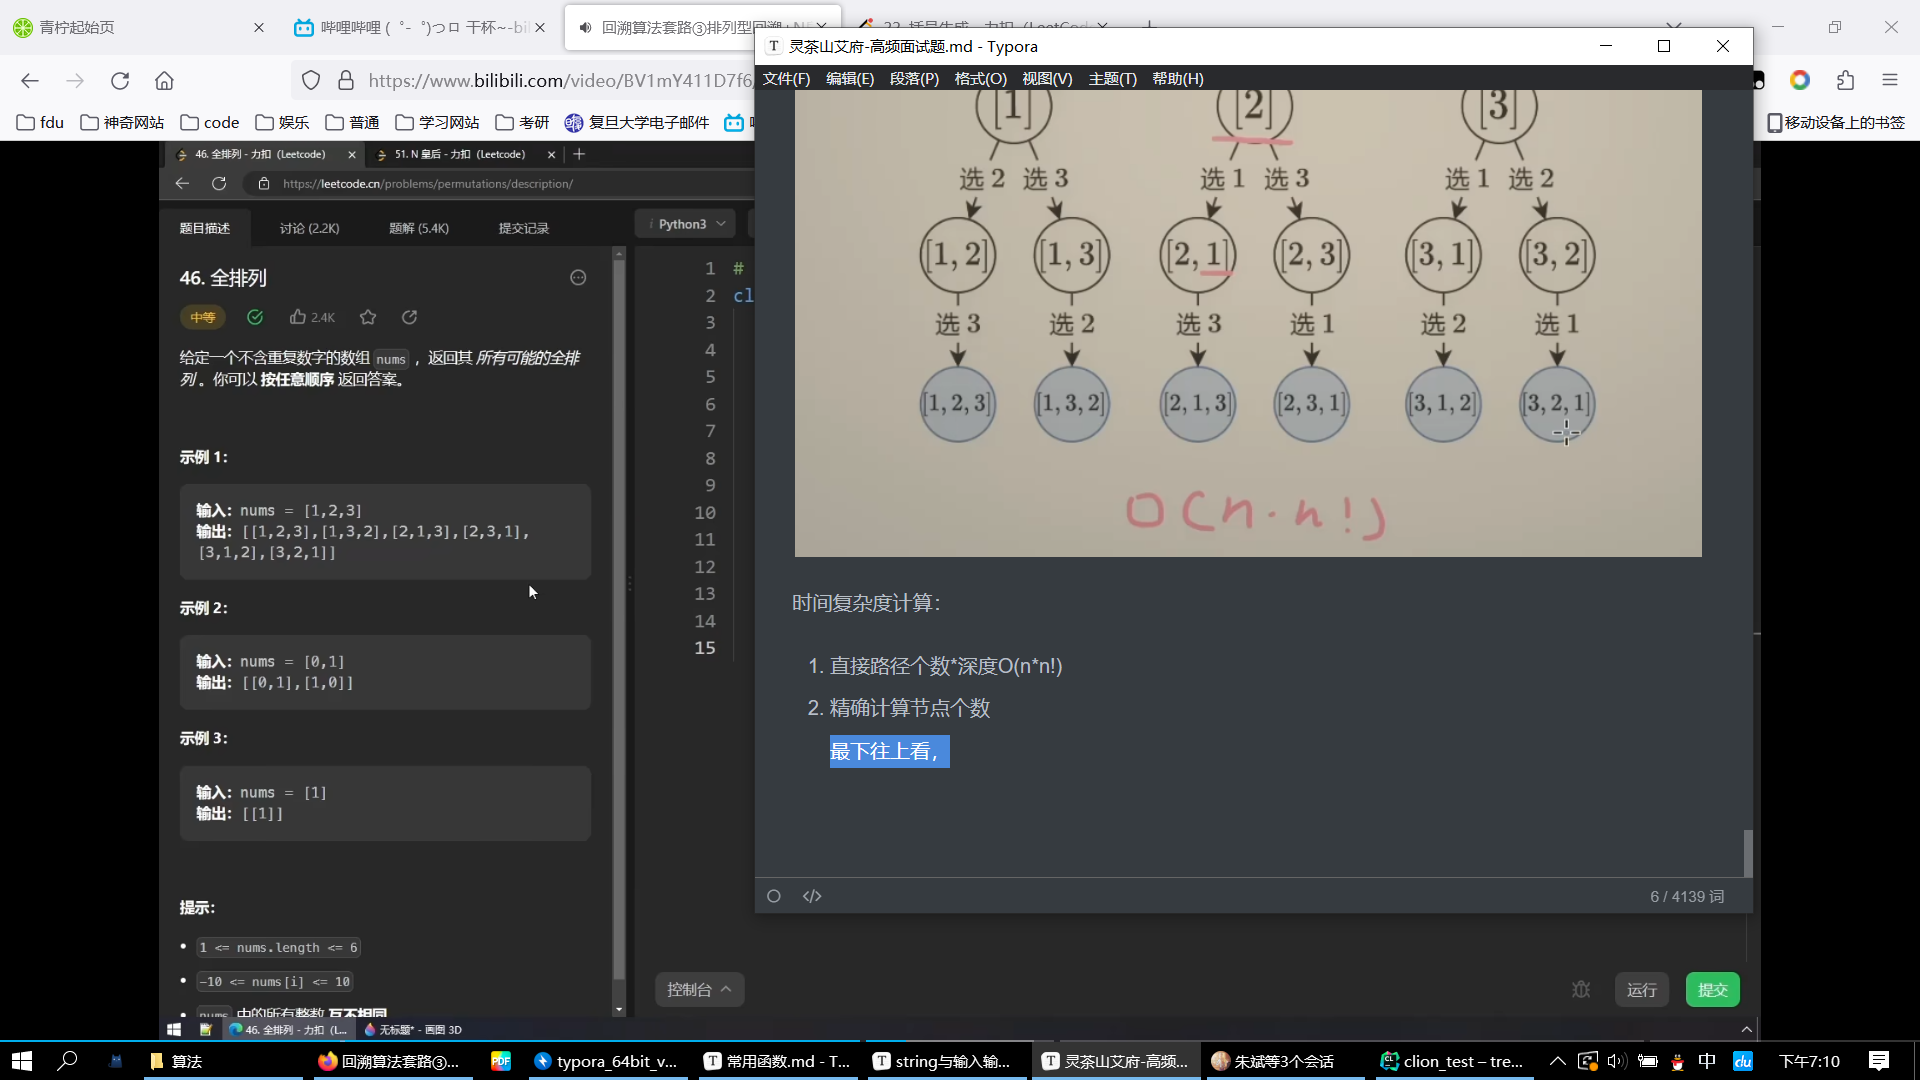 青柠起始页
哔哩哔哩 (゜-゜)つロ 干杯~-bi
回溯算法套路③排列型回溯+N
灵茶山艾府-高频面试题.md - Typora
https://www.bilibili.com/video/BV1mY411D7f6
文件(F) 编辑(E) 段落(P) 格式(O) 视图(V) 主题(T) 帮助(H)
fdu 神奇网站 code 娱乐 普通 学习网站 考研 复旦大学电子邮件
移动设备上的书签
46. 全排列 - 力扣 (Leetcode)
51. N 皇后 - 力扣 (Leetcode)
https://leetcode.cn/problems/permutations/description/
题目描述 讨论 (2.2K) 题解 (5.4K) 提交记录
Python3
46. 全排列
中等 2.4K
给定一个不含重复数字的数组 nums ，返回其 所有可能的全排
列 。你可以 按任意顺序 返回答案。
示例 1：
输入：nums = [1,2,3]
输出：[[1,2,3],[1,3,2],[2,1,3],[2,3,1],
[3,1,2],[3,2,1]]
示例 2：
输入：nums = [0,1]
输出：[[0,1],[1,0]]
示例 3：
输入：nums = [1]
输出：[[1]]
提示：
1 <= nums.length <= 6
-10 <= nums[i] <= 10
nums 中的所有整数 互不相同
1 #
2 cl
3
4
5
6
7
8
9
10
11
12
13
14
15
[1] [2] [3]
选 2 选 3 选 1 选 3 选 1 选 2
[1, 2] [1, 3] [2, 1] [2, 3] [3, 1] [3, 2]
选 3 选 2 选 3 选 1 选 2 选 1
[1, 2, 3] [1, 3, 2] [2, 1, 3] [2, 3, 1] [3, 1, 2] [3, 2, 1]
O(n·n!)
时间复杂度计算：
1. 直接路径个数*深度O(n*n!)
2. 精确计算节点个数
最下往上看，
6 / 4139 词
控制台
运行
提交
46. 全排列 - 力扣 (L...
无标题* - 画图 3D
算法
回溯算法套路③...
typora_64bit_v...
常用函数.md - T...
string与输入输...
灵茶山艾府-高频...
朱斌等3个会话
clion_test – tre...
中
du
下午7:10